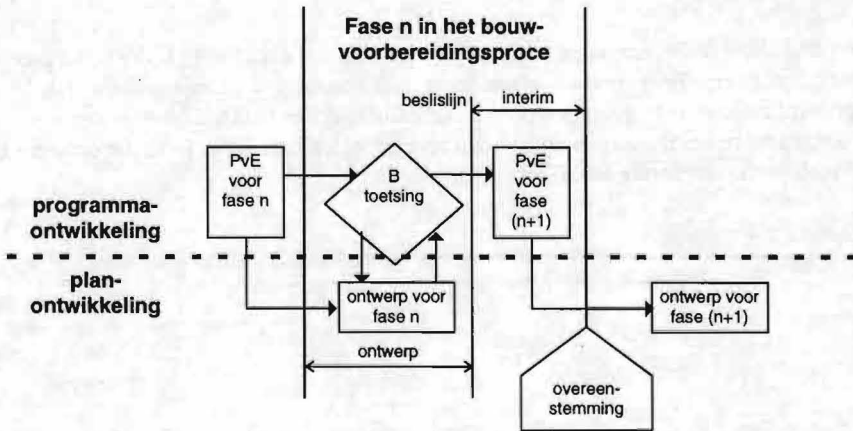 Fase n in het bouw-
voorbereidingsproce
beslislijn
interim
PvE
voor
fase n
B
toetsing
PvE
voor
fase
(n+1)
programma-
ontwikkeling
plan-
ontwikkeling
ontwerp voor
fase n
ontwerp voor
fase (n+1)
ontwerp
overeen-
stemming